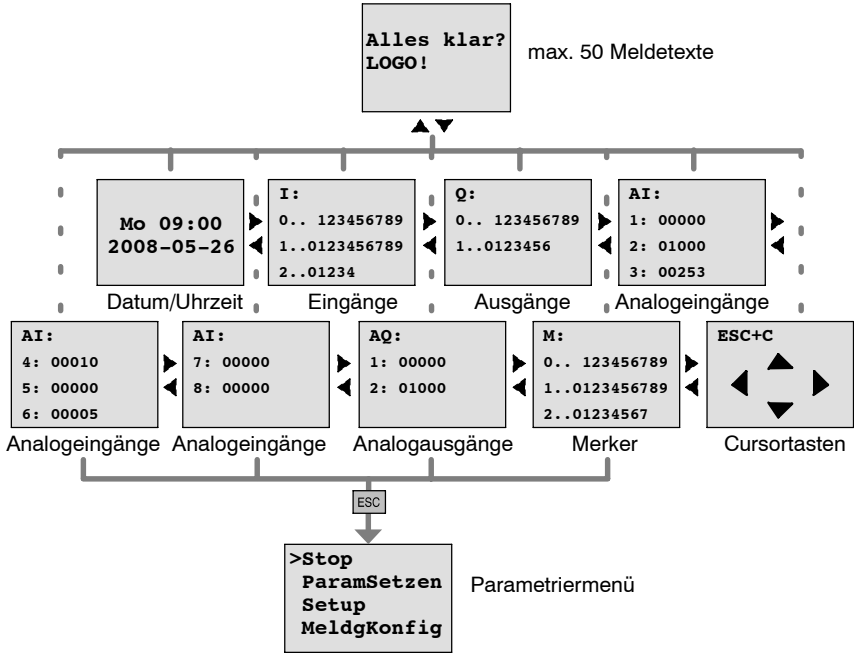 Alles klar?
LOGO!
max. 50 Meldetexte
Mo 09:00
2008-05-26
Datum/Uhrzeit
I:
0.. 123456789
1..0123456789
2..01234
Eingänge
Q:
0.. 123456789
1..0123456
Ausgänge
AI:
1: 00000
2: 01000
3: 00253
Analogeingänge
AI:
4: 00010
5: 00000
6: 00005
Analogeingänge
AI:
7: 00000
8: 00000
Analogeingänge
AQ:
1: 00000
2: 01000
Analogausgänge
M:
0.. 123456789
1..0123456789
2..01234567
Merker
ESC+C
Cursortasten
ESC
>Stop
ParamSetzen
Setup
MeldgKonfig
Parametriermenü